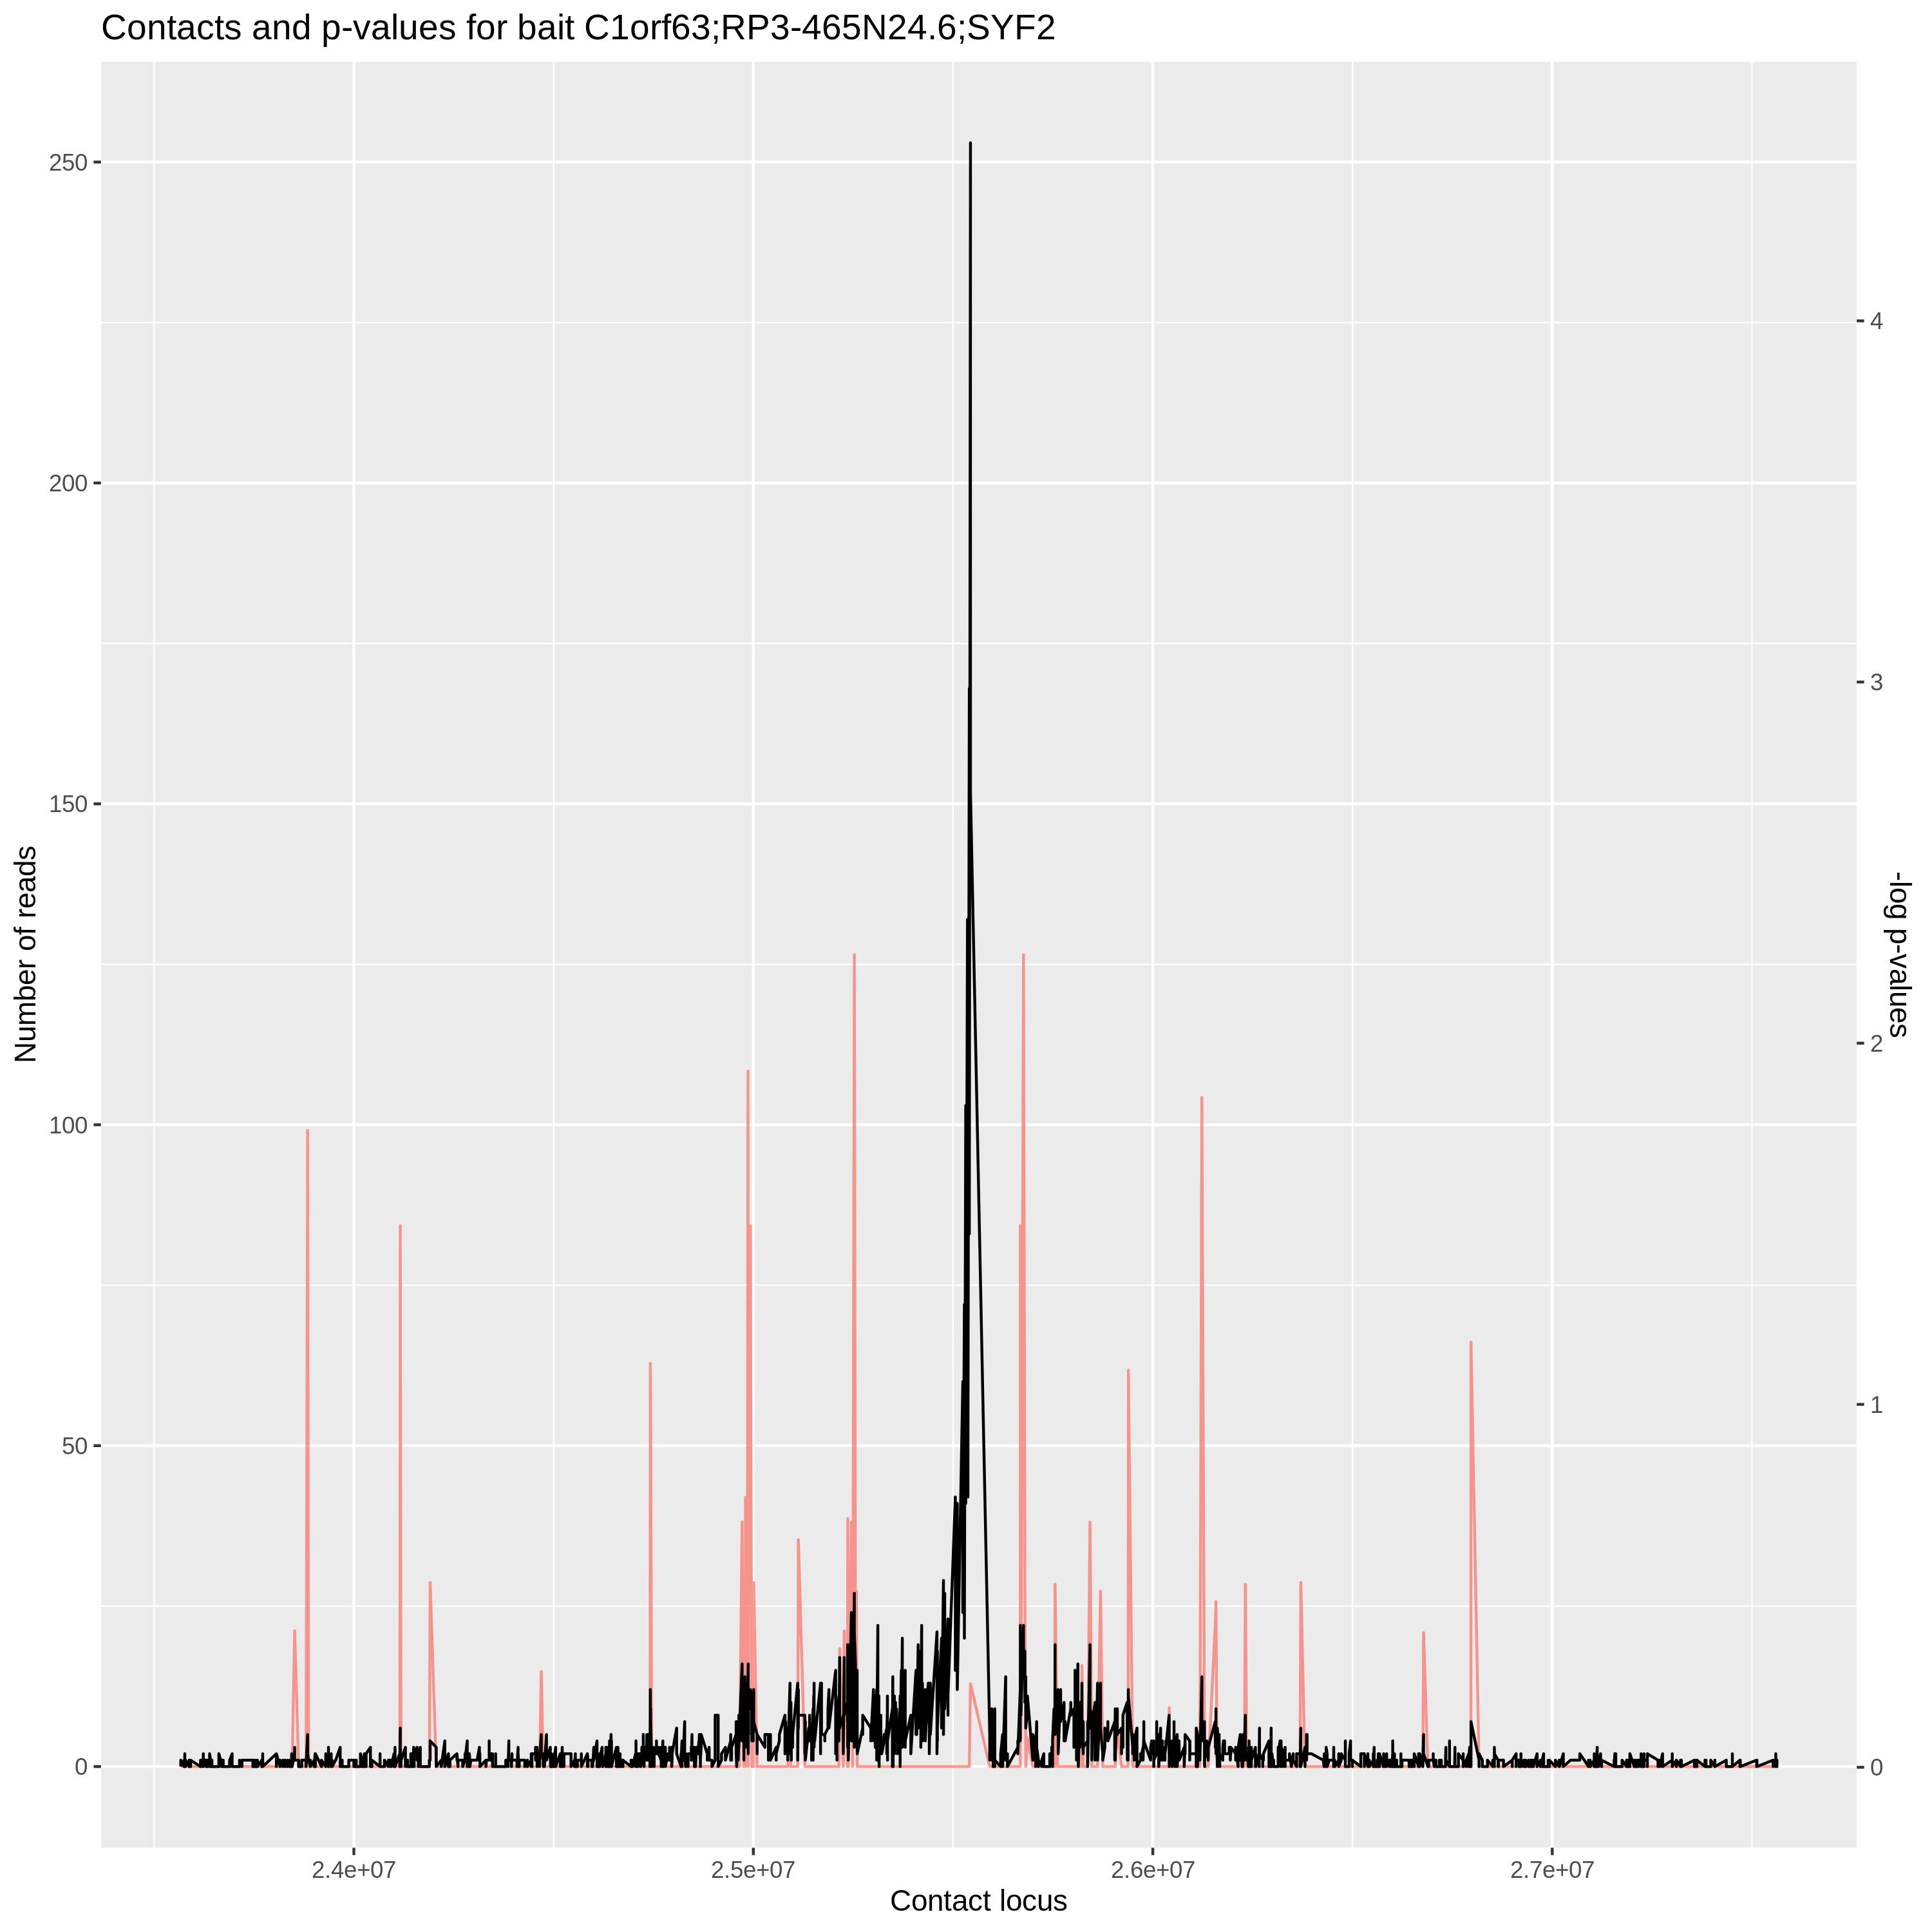 Contacts and p-values for bait C1orf63;RP3-465N24.6;SYF2
250
200
150
100
50
0
Number of reads
4
3
2
1
0
-log p-values
2.4e+07 2.5e+07 2.6e+07 2.7e+07
Contact locus